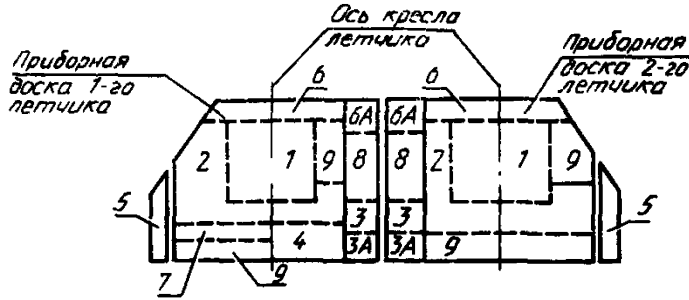 Ось кресла
летчика
Приборная
доска 1-го
летчика
Приборная
доска 2-го
летчика
6 6
6А 6А
2 1 9 8 8 2 1 9
5 3 3 5
4 3А 3А 9
7 9